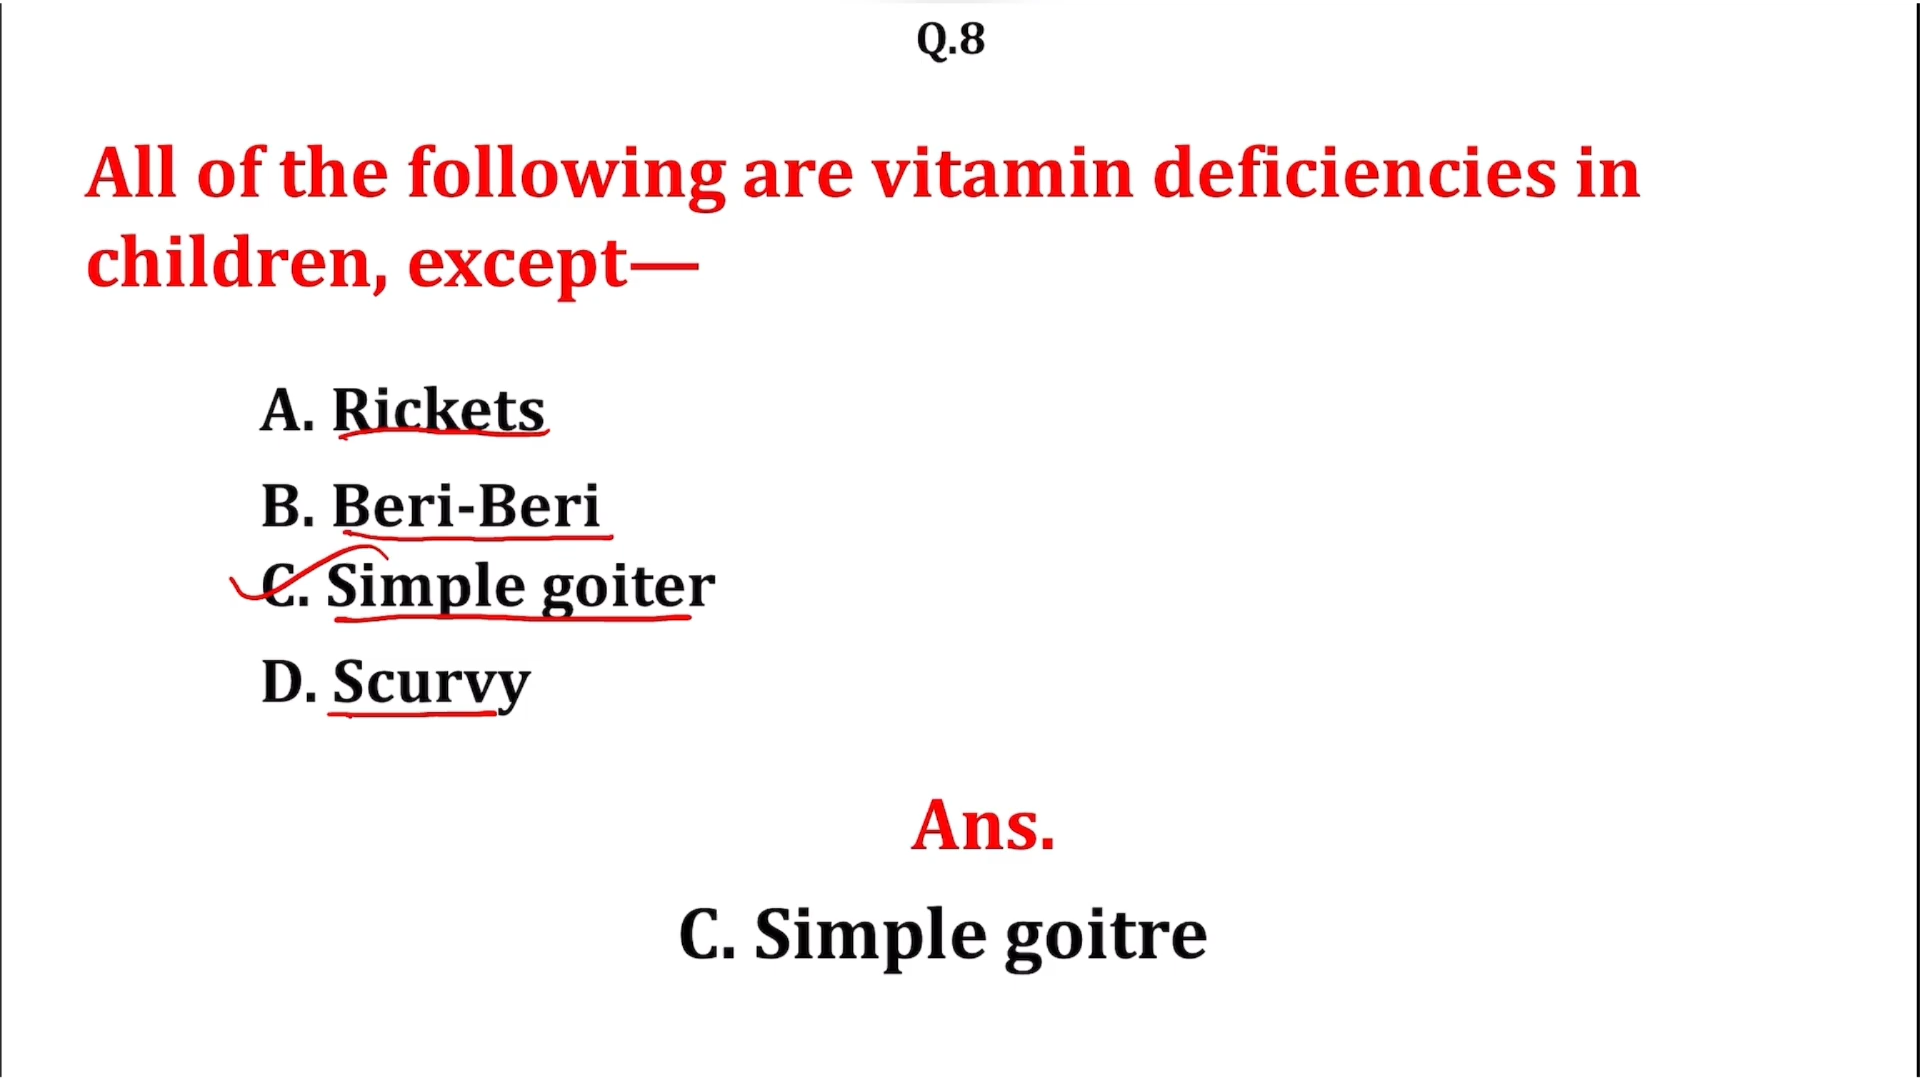 Q.8
All of the following are vitamin deficiencies in
children, except—
A. Rickets
B. Beri-Beri
C. Simple goiter
D. Scurvy
Ans.
C. Simple goitre